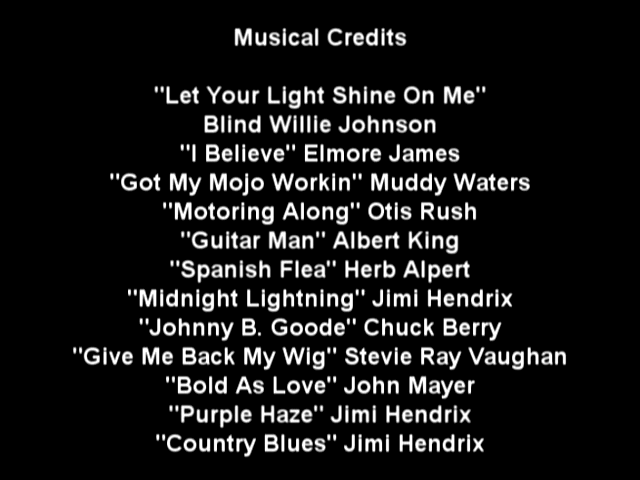 Musical Credits
"Let Your Light Shine On Me"
Blind Willie Johnson
"I Believe" Elmore James
"Got My Mojo Workin" Muddy Waters
"Motoring Along" Otis Rush
"Guitar Man" Albert King
"Spanish Flea" Herb Alpert
"Midnight Lightning" Jimi Hendrix
"Johnny B. Goode" Chuck Berry
"Give Me Back My Wig" Stevie Ray Vaughan
"Bold As Love" John Mayer
"Purple Haze" Jimi Hendrix
"Country Blues" Jimi Hendrix